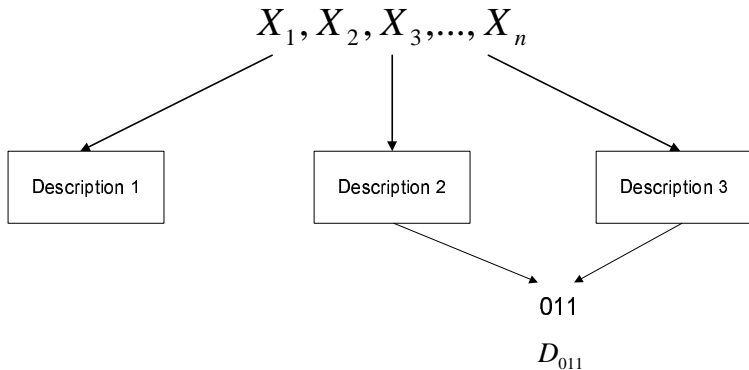 X₁, X₂, X₃,..., Xₙ
Description 1
Description 2
Description 3
011
D₀₁₁